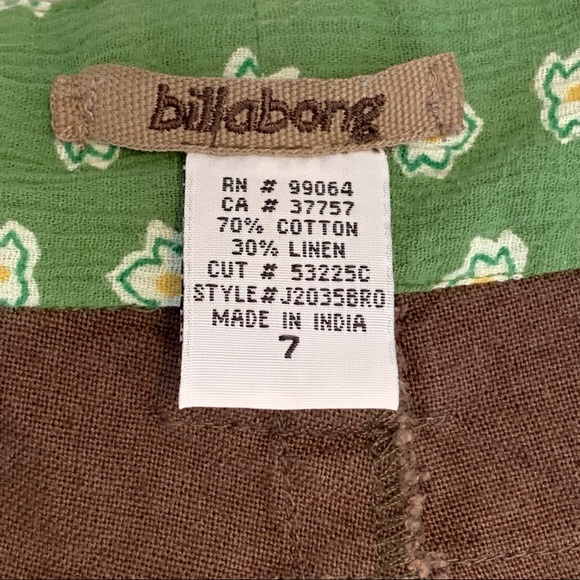 billabong
RN # 99064
CA # 37757
70% COTTON
30% LINEN
CUT # 53225C
STYLE#J2035BRO
MADE IN INDIA
7